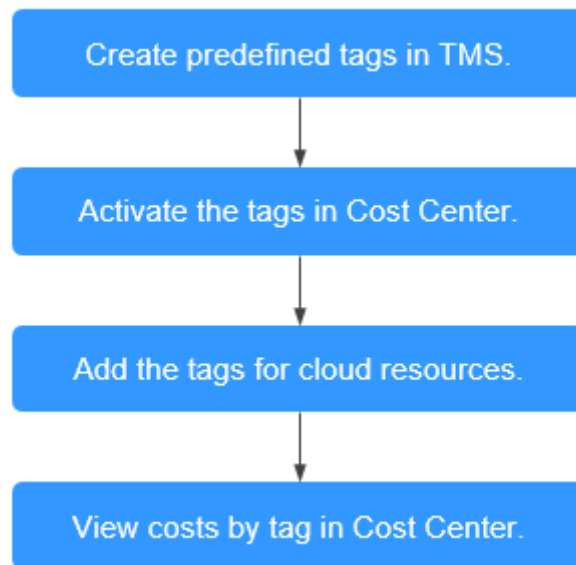 Create predefined tags in TMS.
Activate the tags in Cost Center.
Add the tags for cloud resources.
View costs by tag in Cost Center.